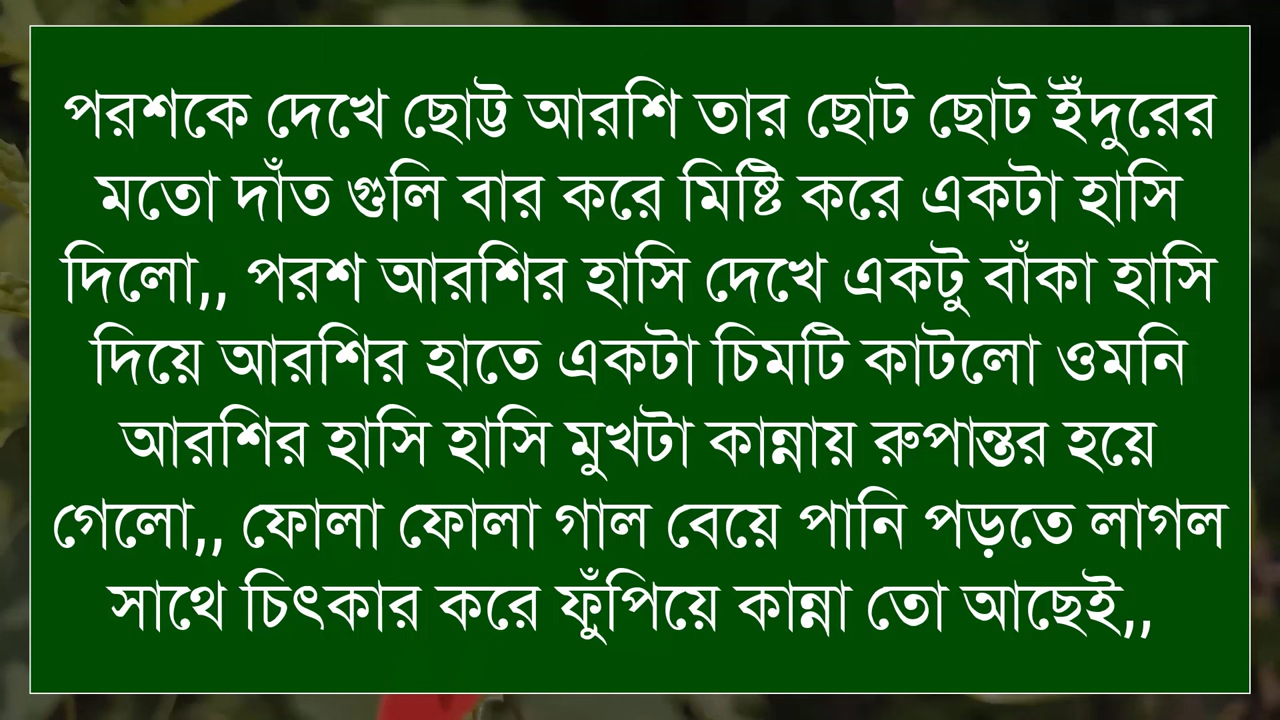 পরশকে দেখে ছোট্ট আরশি তার ছোট ছোট ইঁদুরের
মতো দাঁত গুলি বার করে মিষ্টি করে একটা হাসি
দিলো,, পরশ আরশির হাসি দেখে একটু বাঁকা হাসি
দিয়ে আরশির হাতে একটা চিমটি কাটলো ওমনি
আরশির হাসি হাসি মুখটা কান্নায় রুপান্তর হয়ে
গেলো,, ফোলা ফোলা গাল বেয়ে পানি পড়তে লাগল
সাথে চিৎকার করে ফুঁপিয়ে কান্না তো আছেই,,